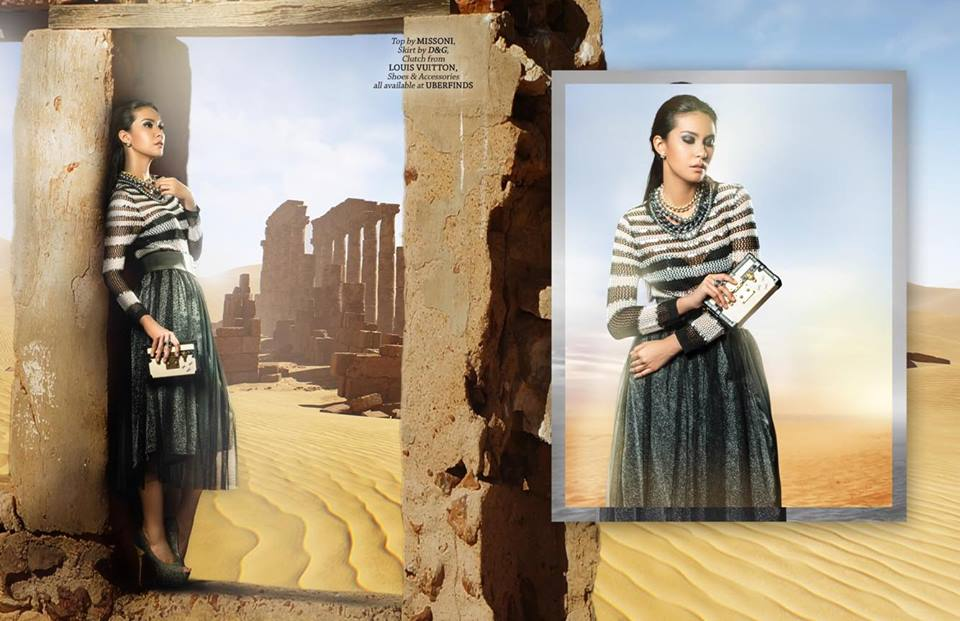 Top by MISSONI,
Skirt by D&G,
Clutch from
LOUIS VUITTON,
Shoes & Accessories
all available at UBERFINDS